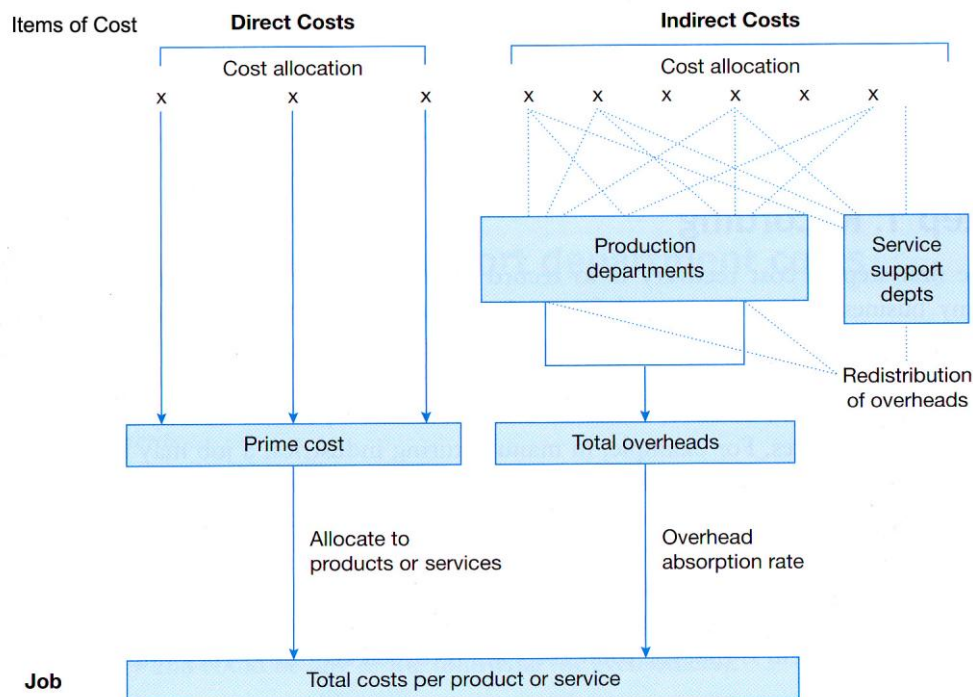 Items of Cost
Direct Costs
Indirect Costs
Cost allocation
Cost allocation
x x x
x x x x x x
Production
departments
Service
support
depts
Redistribution
of overheads
Prime cost
Total overheads
Allocate to
products or services
Overhead
absorption rate
Job
Total costs per product or service